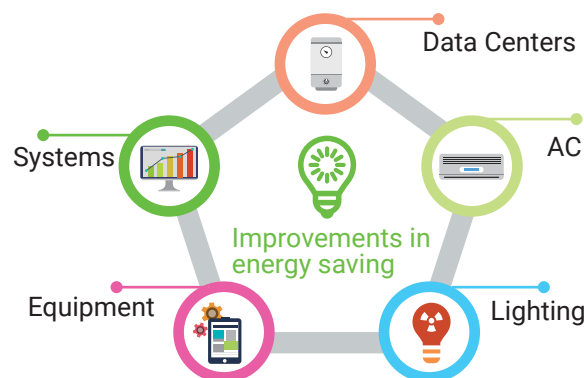 Data Centers
Systems
AC
Improvements in
energy saving
Equipment
Lighting